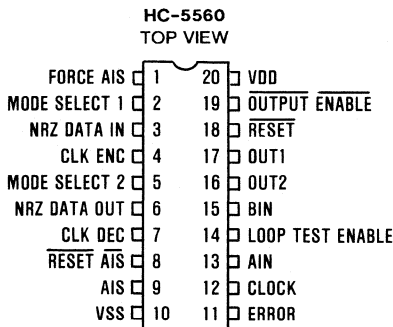 HC-5560
TOP VIEW
FORCE AIS 1 20 VDD
MODE SELECT 1 2 19 OUTPUT ENABLE
NRZ DATA IN 3 18 RESET
CLK ENC 4 17 OUT1
MODE SELECT 2 5 16 OUT2
NRZ DATA OUT 6 15 BIN
CLK DEC 7 14 LOOP TEST ENABLE
RESET AIS 8 13 AIN
AIS 9 12 CLOCK
VSS 10 11 ERROR